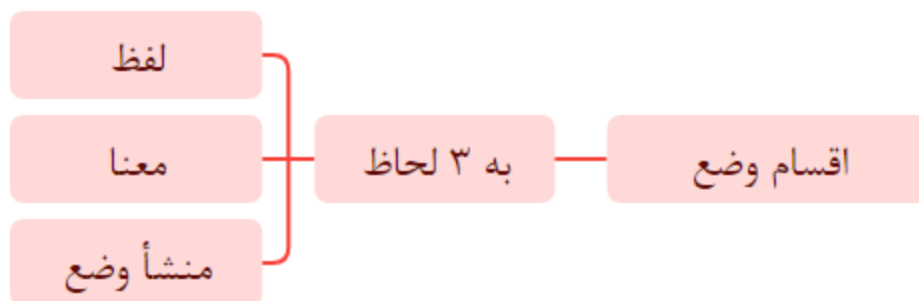 اقسام وضع
به ۳ لحاظ
لفظ
معنا
منشأ وضع